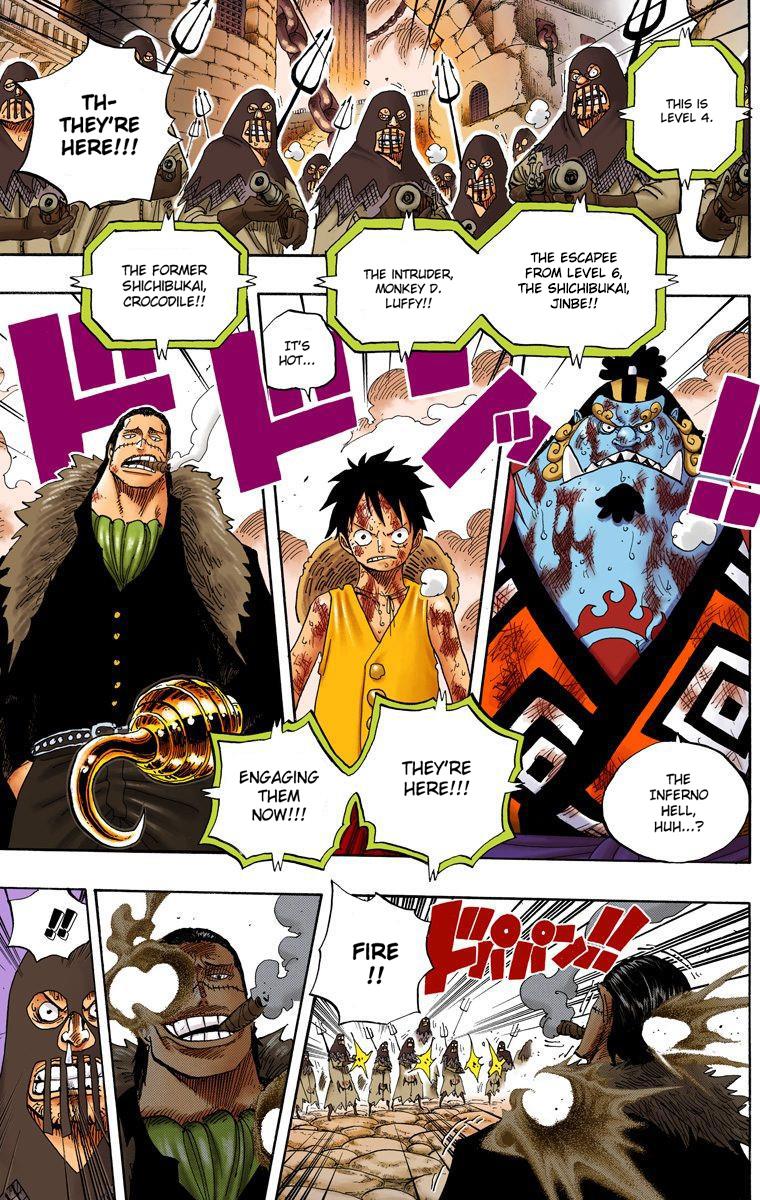 THIS IS
LEVEL 4.
TH-
THEY'RE
HERE!!!
THE ESCAPEE
FROM LEVEL 6,
THE SHICHIBUKAI,
JINBE!!
THE INTRUDER,
MONKEY D.
LUFFY!!
THE FORMER
SHICHIBUKAI,
CROCODILE!!
ドドンッ!!
IT'S
HOT...
THE
INFERNO
HELL,
HUH...?
THEY'RE
HERE!!!
ENGAGING
THEM
NOW!!!
FIRE
!!
ドパパパン!!
!!